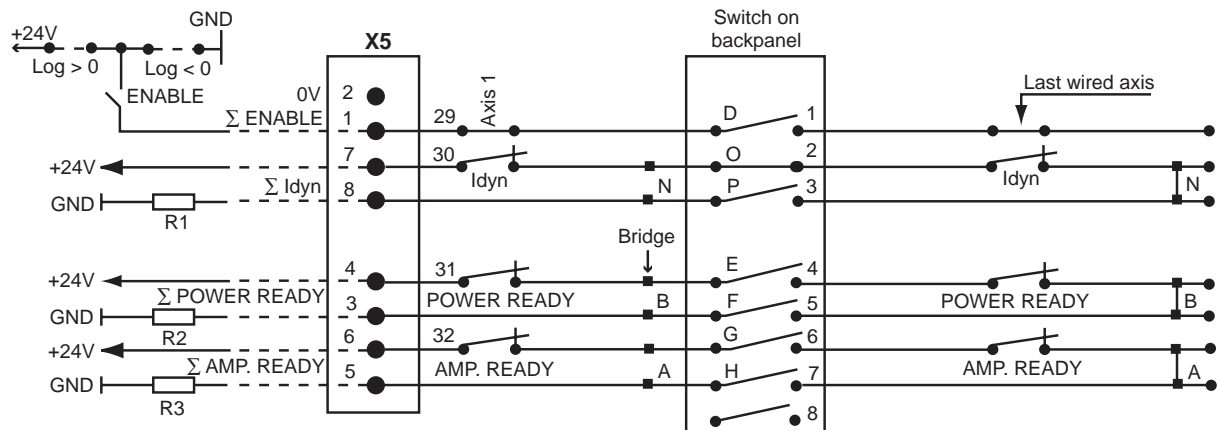 GND
Switch on
backpanel
+24V
X5
Log > 0
Log < 0
ENABLE
0V
2
Axis 1
Last wired axis
Σ ENABLE
1
29
D
1
+24V
7
30
O
2
Idyn
Idyn
Σ Idyn
8
N
P
3
N
GND
R1
Bridge
+24V
4
31
E
4
Σ POWER READY
POWER READY
POWER READY
GND
3
B
F
5
B
R2
+24V
6
32
G
6
Σ AMP. READY
AMP. READY
AMP. READY
GND
5
A
H
7
A
R3
8